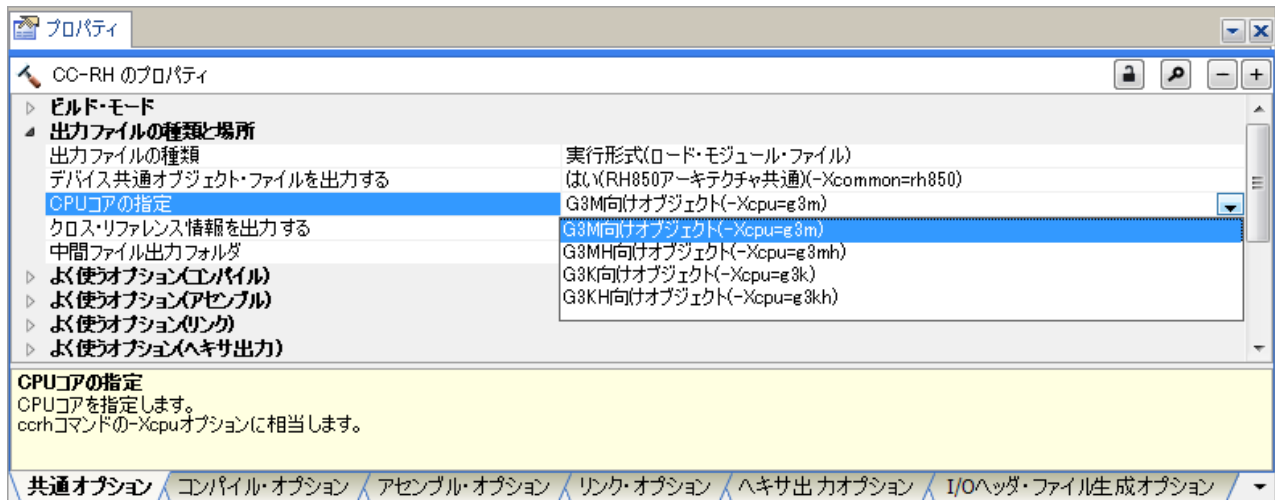 プロパティ
CC-RH のプロパティ
ビルド・モード
出力ファイルの種類と場所
出力ファイルの種類 実行形式(ロード・モジュール・ファイル)
デバイス共通オブジェクト・ファイルを出力する はい(RH850アーキテクチャ共通)(-Xcommon=rh850)
CPUコアの指定 G3M向けオブジェクト(-Xcpu=g3m)
クロス・リファレンス情報を出力する G3M向けオブジェクト(-Xcpu=g3m)
中間ファイル出力フォルダ G3MH向けオブジェクト(-Xcpu=g3mh)
よく使うオプション(コンパイル) G3K向けオブジェクト(-Xcpu=g3k)
よく使うオプション(アセンブル) G3KH向けオブジェクト(-Xcpu=g3kh)
よく使うオプション(リンク)
よく使うオプション(ヘキサ出力)
CPUコアの指定
CPUコアを指定します。
ccrhコマンドの-Xcpuオプションに相当します。
共通オプション コンパイル・オプション アセンブル・オプション リンク・オプション ヘキサ出力オプション I/Oヘッダ・ファイル生成オプション